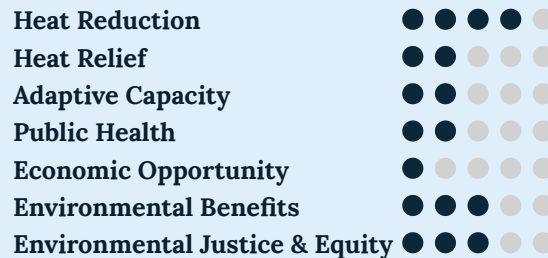 Heat Reduction
Heat Relief
Adaptive Capacity
Public Health
Economic Opportunity
Environmental Benefits
Environmental Justice & Equity